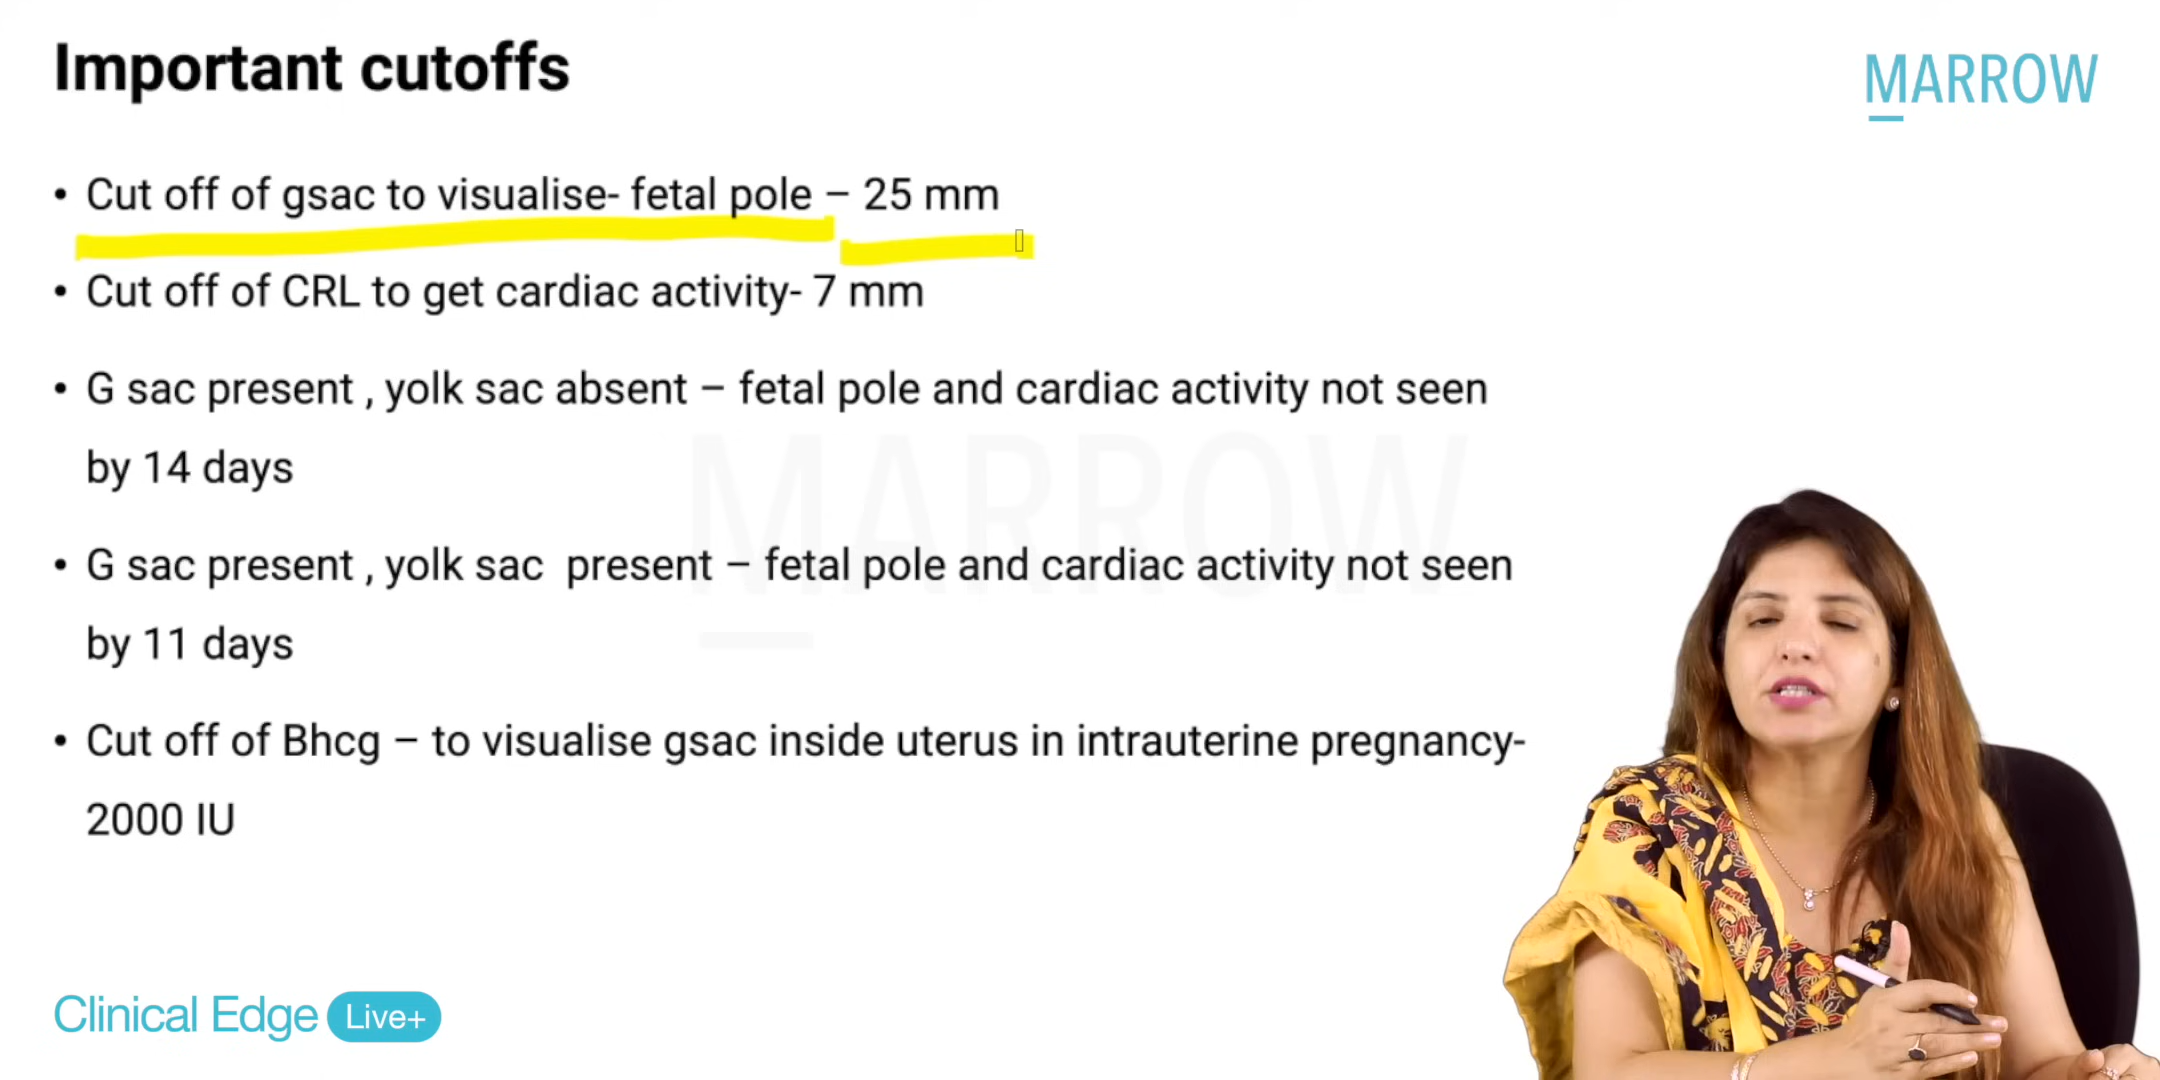 Important cutoffs
MARROW
• Cut off of gsac to visualise- fetal pole – 25 mm
• Cut off of CRL to get cardiac activity- 7 mm
• G sac present , yolk sac absent – fetal pole and cardiac activity not seen
by 14 days
• G sac present , yolk sac  present – fetal pole and cardiac activity not seen
by 11 days
• Cut off of Bhcg – to visualise gsac inside uterus in intrauterine pregnancy-
2000 IU
MARROW
Clinical Edge Live+